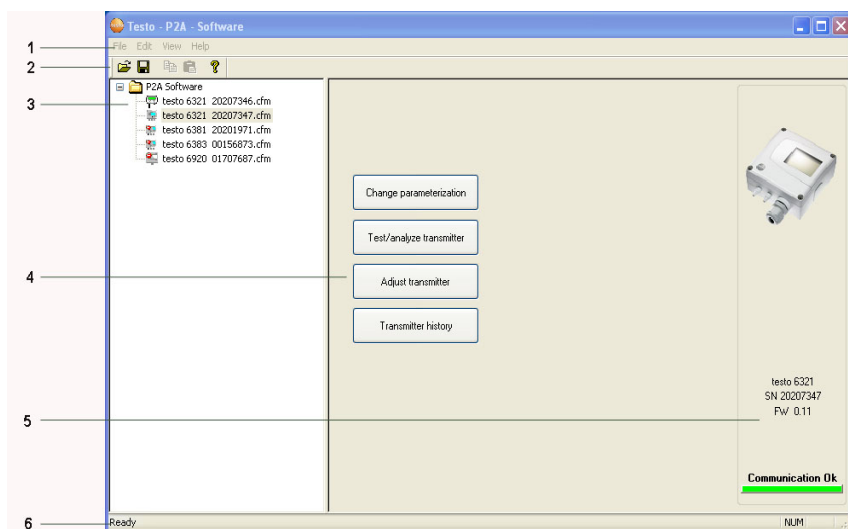 Testo - P2A - Software
1
File Edit View Help
2
P2A Software
3
testo 6321 20207346.cfm
testo 6321 20207347.cfm
testo 6381 20201971.cfm
testo 6383 00156873.cfm
testo 6920 01707687.cfm
Change parameterization
Test/analyze transmitter
4
Adjust transmitter
Transmitter history
testo 6321
SN 20207347
FW 0.11
5
Communication Ok
6
Ready
NUM